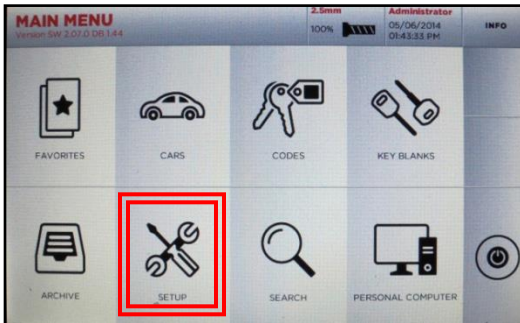 MAIN MENU
Version SW 2.07.0 DB 1.44
2.5mm
100%
Administrator
05/06/2014
01:43:33 PM
INFO
FAVORITES
CARS
CODES
KEY BLANKS
ARCHIVE
SETUP
SEARCH
PERSONAL COMPUTER